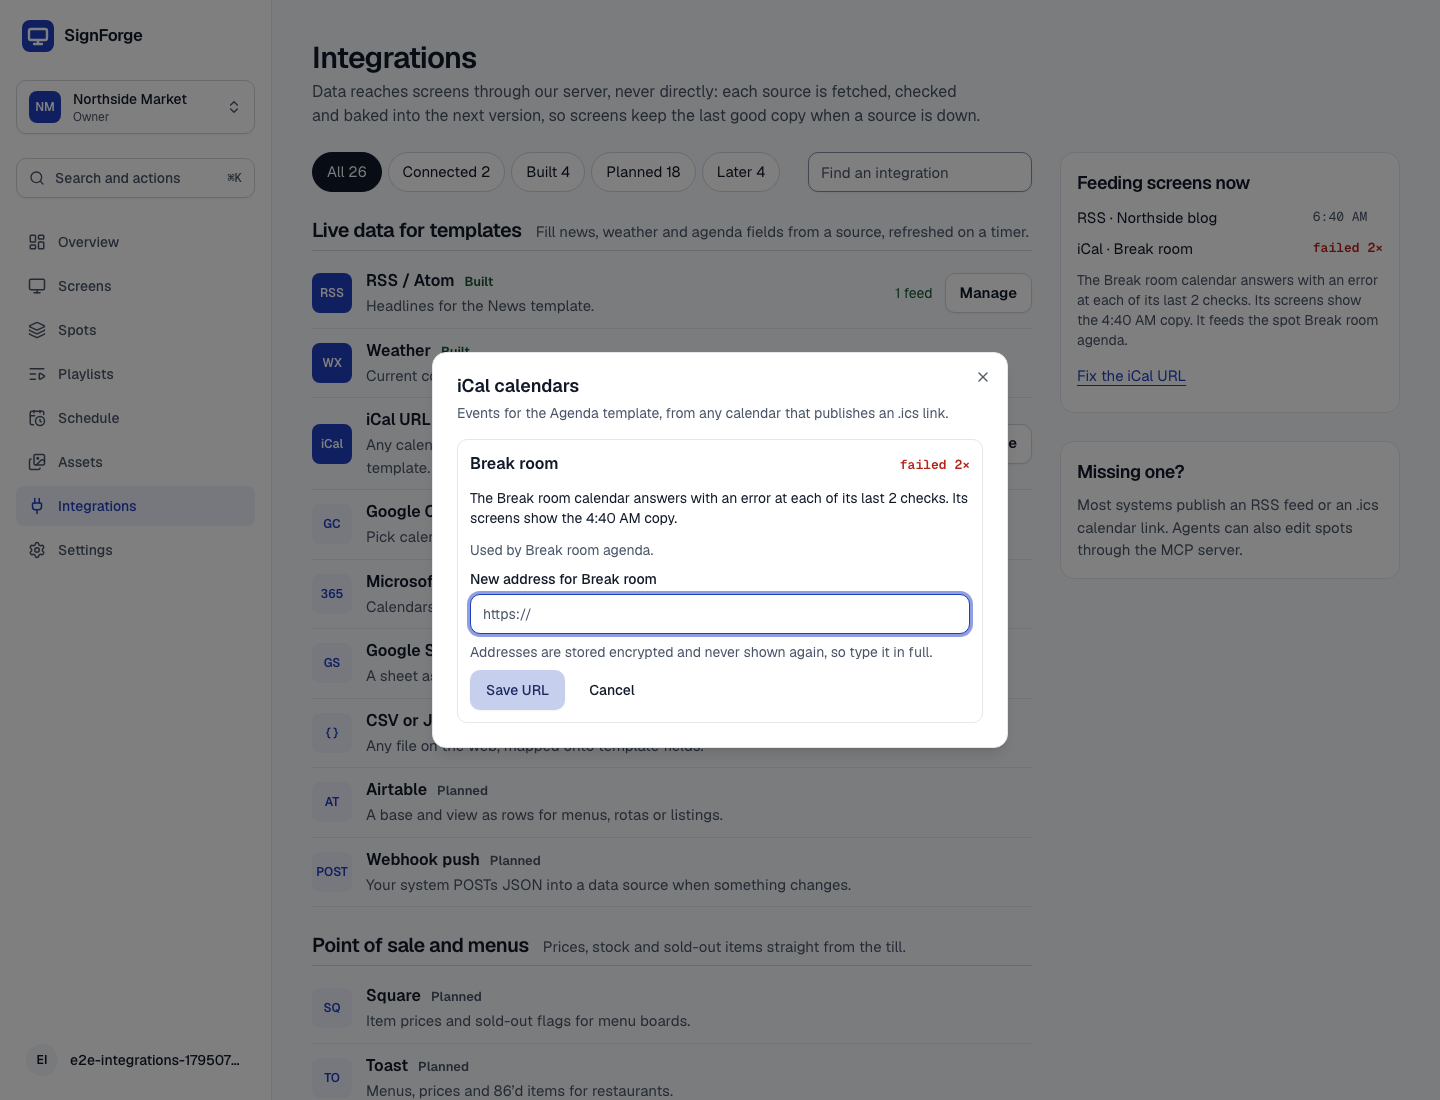 SignForge
NM
Northside Market
Owner
Search and actions
⌘K
Overview
Screens
Spots
Playlists
Schedule
Assets
Integrations
Settings
EI
e2e-integrations-179507…
Integrations
Data reaches screens through our server, never directly: each source is fetched, checked
and baked into the next version, so screens keep the last good copy when a source is down.
All 26
Connected 2
Built 4
Planned 18
Later 4
Find an integration
Live data for templates
Fill news, weather and agenda fields from a source, refreshed on a timer.
RSS
RSS / Atom
Built
Headlines for the News template.
1 feed
Manage
WX
Weather
Built
Current
iCal
iCal URL
Any
template.
GC
Google
Pick
365
Calendars
GS
Google
A sheet
{}
CSV or
Any file on the web, mapped onto template fields.
AT
Airtable
Planned
A base and view as rows for menus, rotas or listings.
POST
Webhook push
Planned
Your system POSTs JSON into a data source when something changes.
Point of sale and menus
Prices, stock and sold-out items straight from the till.
SQ
Square
Planned
Item prices and sold-out flags for menu boards.
TO
Toast
Planned
Menus, prices and 86'd items for restaurants.
iCal calendars
Events for the Agenda template, from any calendar that publishes an .ics link.
Break room
failed 2×
The Break room calendar answers with an error at each of its last 2 checks. Its
screens show the 4:40 AM copy.
Used by Break room agenda.
New address for Break room
https://
Addresses are stored encrypted and never shown again, so type it in full.
Save URL
Cancel
Feeding screens now
RSS · Northside blog
6:40 AM
iCal · Break room
failed 2×
The Break room calendar answers with an error
at each of its last 2 checks. Its screens show
the 4:40 AM copy. It feeds the spot Break room
agenda.
Fix the iCal URL
Missing one?
Most systems publish an RSS feed or an .ics
calendar link. Agents can also edit spots
through the MCP server.